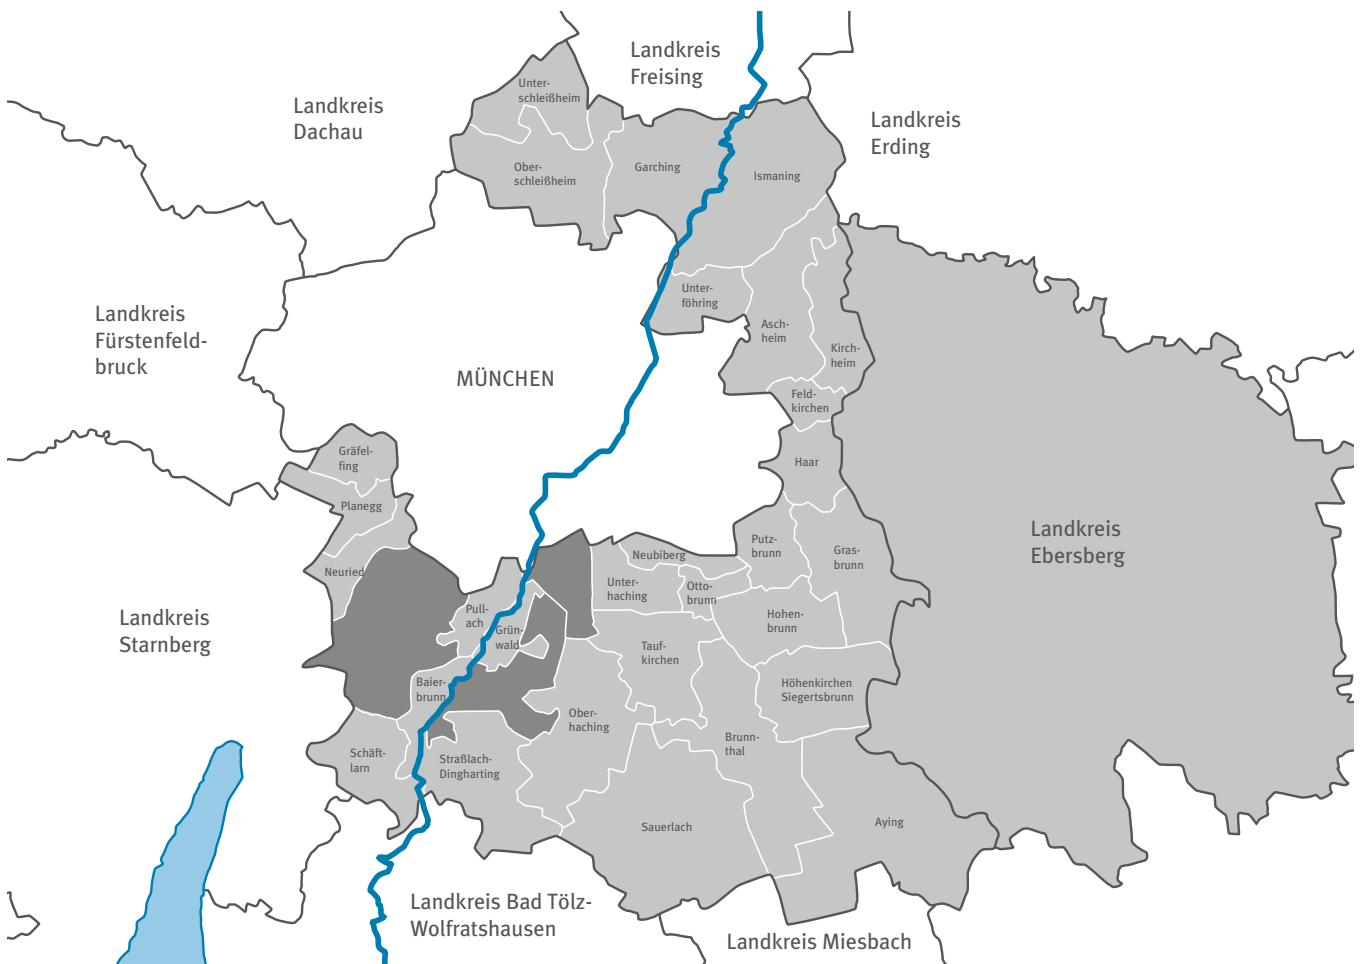 Landkreis
Freising
Unter-
schleißheim
Landkreis
Dachau
Landkreis
Erding
Ober-
schleißheim
Garching
Ismaning
Unter-
föhring
Landkreis
Fürstenfeld-
bruck
Asch-
heim
Kirch-
heim
MÜNCHEN
Feld-
kirchen
Gräfel-
fing
Haar
Planegg
Landkreis
Ebersberg
Putz-
brunn
Gras-
brunn
Neubiberg
Neuried
Unter-
haching
Otto-
brunn
Pull-
ach
Grün-
wald
Hohen-
brunn
Landkreis
Starnberg
Tauf-
kirchen
Baier-
brunn
Höhenkirchen
Siegertsbrunn
Ober-
haching
Brunn-
thal
Schäft-
larn
Straßlach-
Dingharting
Sauerlach
Aying
Landkreis Bad Tölz-
Wolfratshausen
Landkreis Miesbach